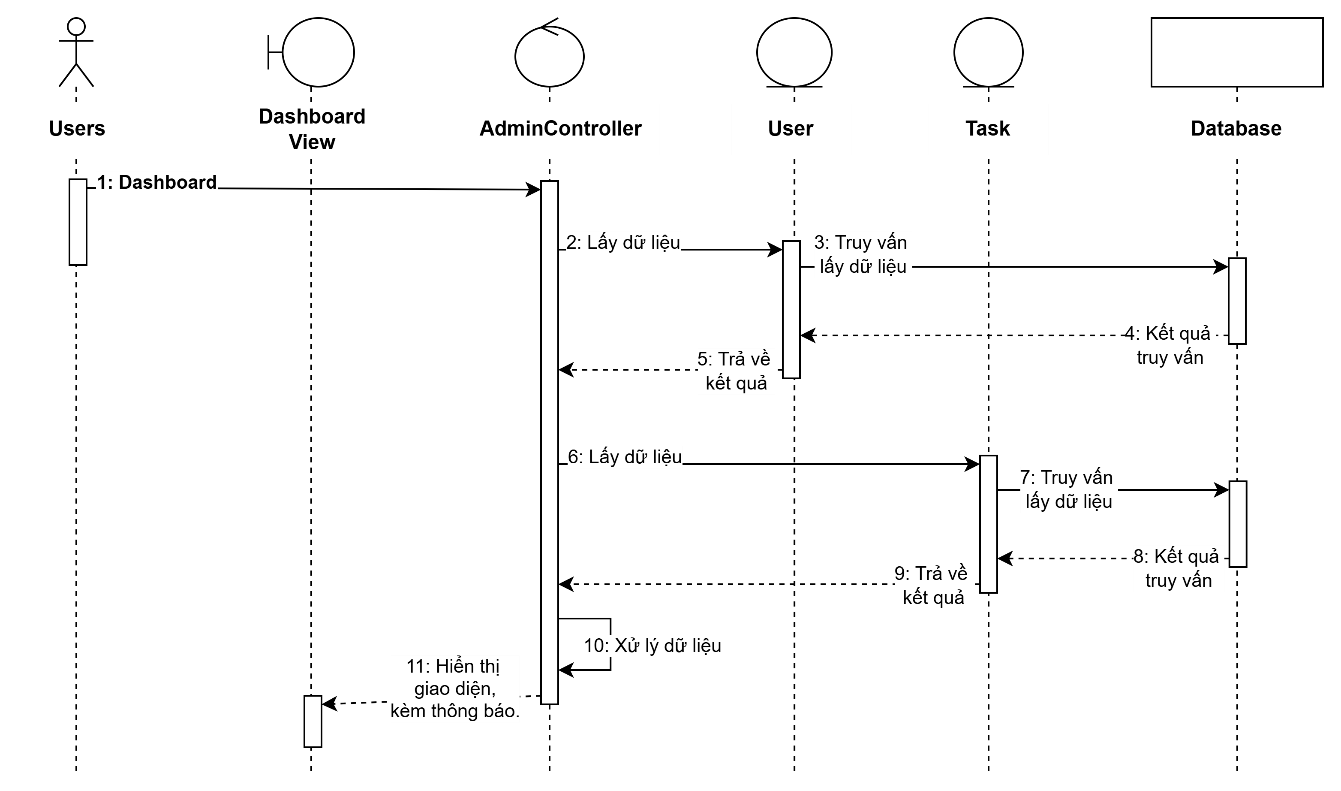 Users
Dashboard
View
AdminController
User
Task
Database
1: Dashboard
2: Lấy dữ liệu
3: Truy vấn
lấy dữ liệu
4: Kết quả
truy vấn
5: Trả về
kết quả
6: Lấy dữ liệu
7: Truy vấn
lấy dữ liệu
8: Kết quả
truy vấn
9: Trả về
kết quả
10: Xử lý dữ liệu
11: Hiển thị
giao diện,
kèm thông báo.